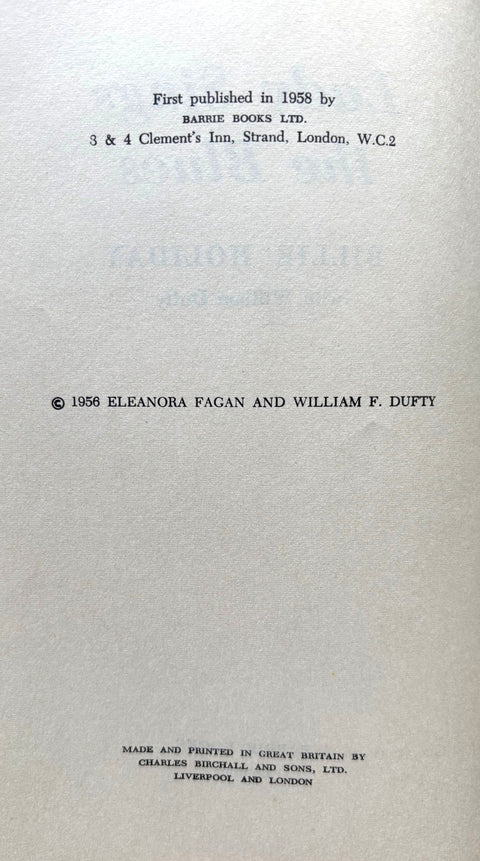 First published in 1958 by
BARRIE BOOKS LTD.
3 & 4 Clement's Inn, Strand, London, W.C.2
© 1956 ELEANORA FAGAN AND WILLIAM F. DUFTY
MADE AND PRINTED IN GREAT BRITAIN BY
CHARLES BIRCHALL AND SONS, LTD.
LIVERPOOL AND LONDON